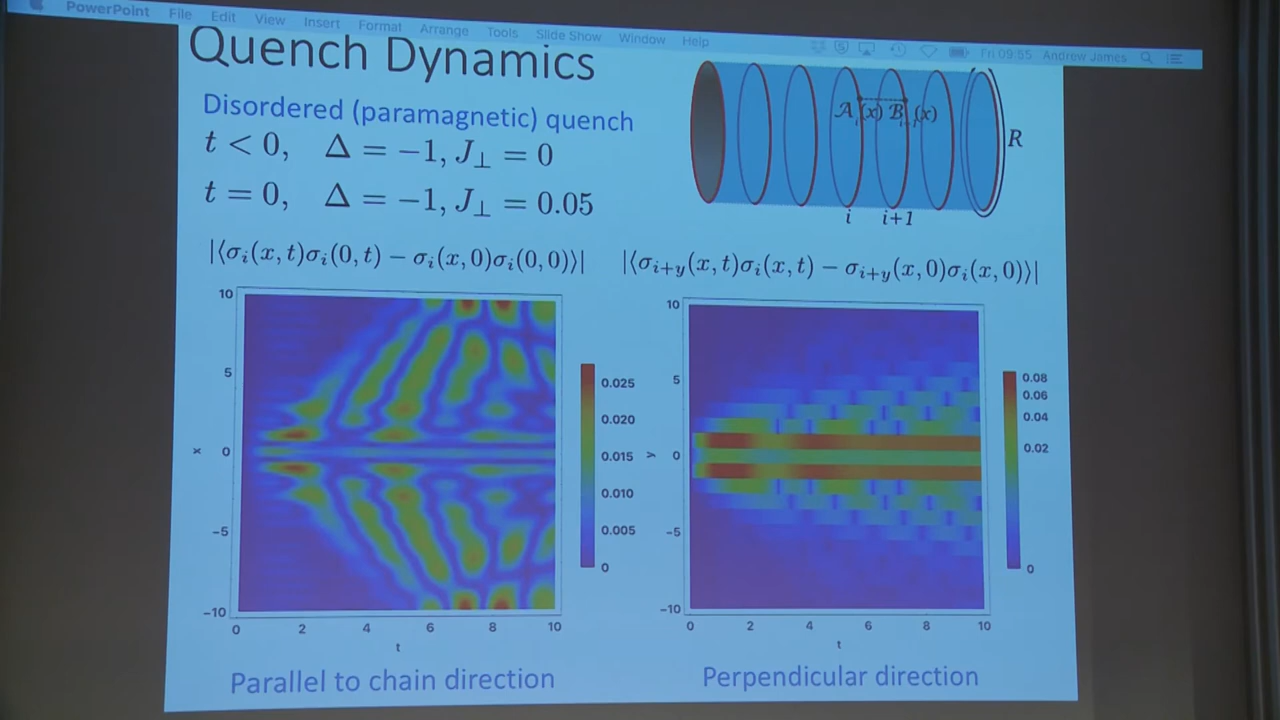 PowerPoint File Edit View Insert Format Arrange Tools Slide Show Window Help Fri 09:55 Andrew James
Quench Dynamics
Disordered (paramagnetic) quench
t < 0, Δ = −1, J⊥ = 0
t = 0, Δ = −1, J⊥ = 0.05
R
i i+1
|⟨σi(x,t)σi(0,t) − σi(x,0)σi(0,0)⟩|
|⟨σi+y(x,t)σi(x,t) − σi+y(x,0)σi(x,0)⟩|
10
5
x 0
−5
−10
0 2 4 6 8 10
t
0.025
0.020
0.015
0.010
0.005
0
10
5
y 0
−5
−10
0 2 4 6 8 10
t
0.08
0.06
0.04
0.02
0
Parallel to chain direction
Perpendicular direction